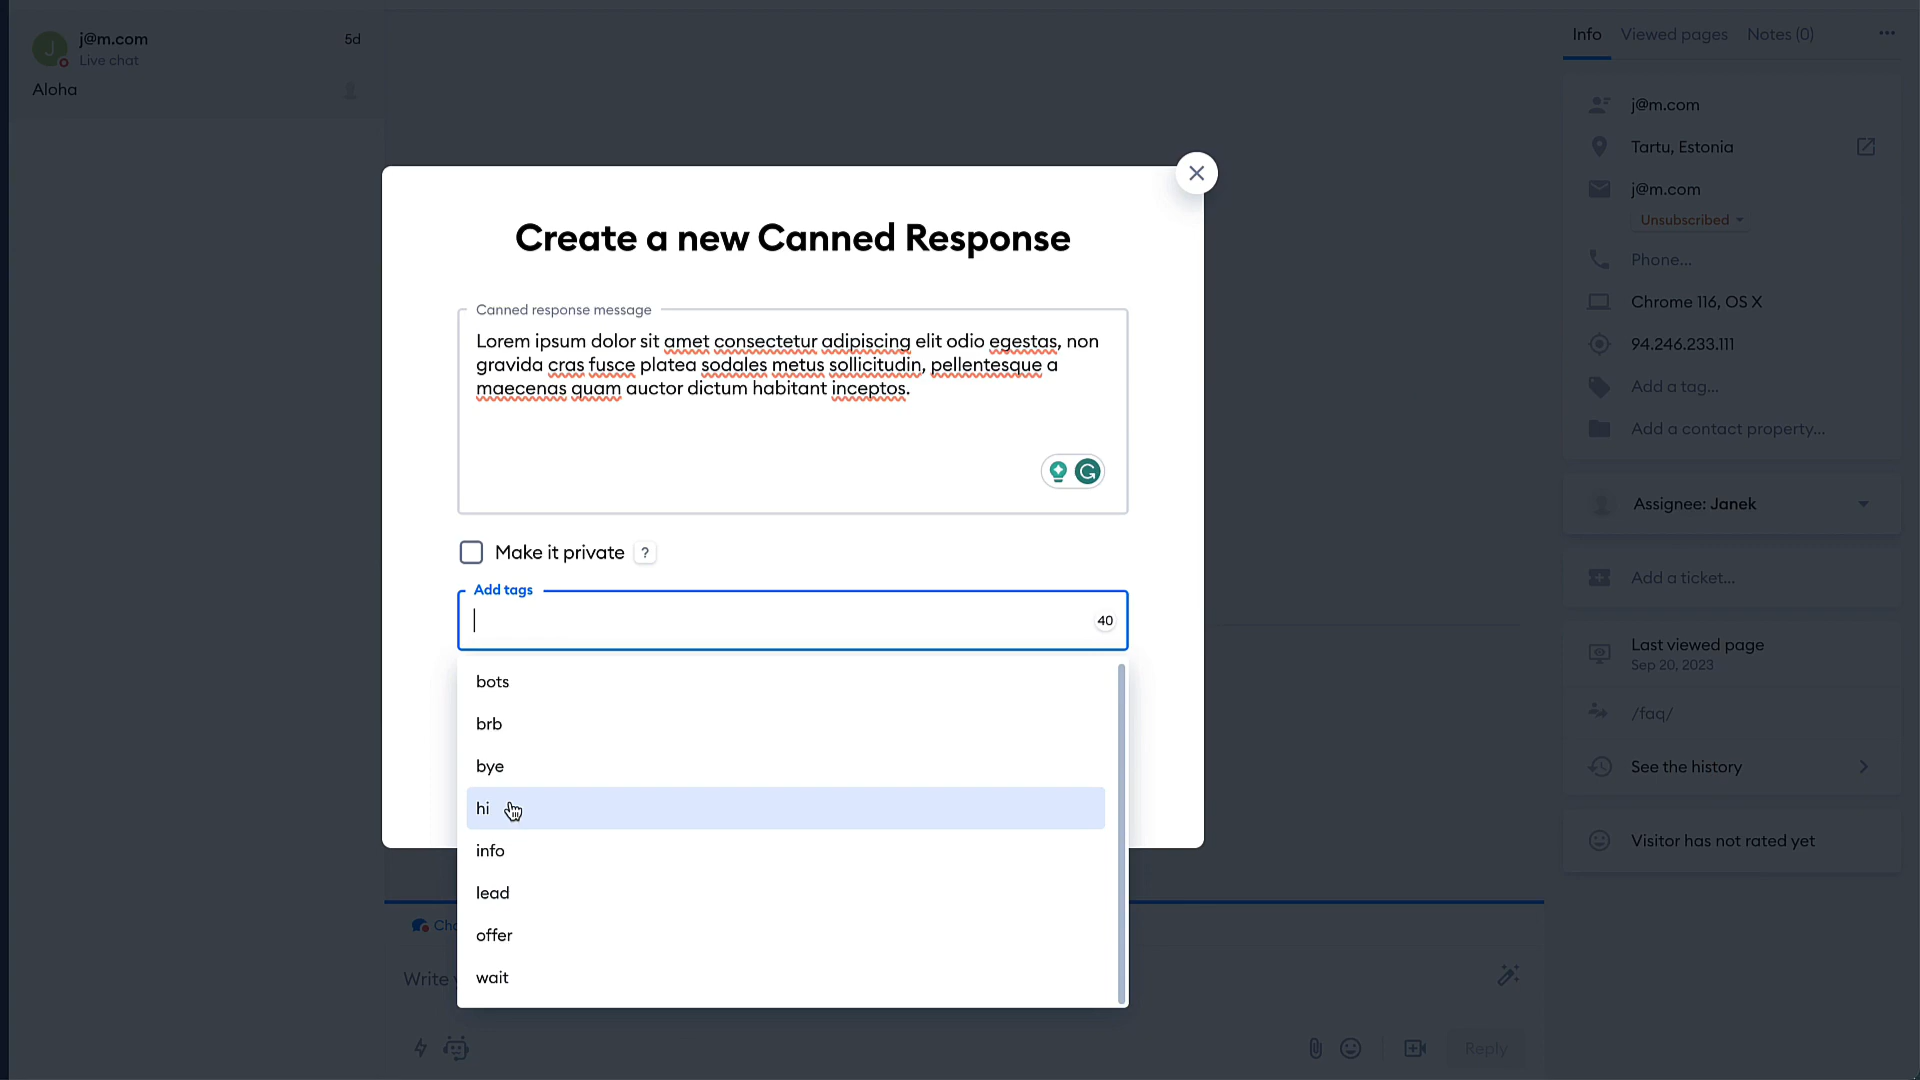 J
j@m.com
5d
Live chat
Aloha
Info
Viewed pages
Notes (0)
j@m.com
Tartu, Estonia
j@m.com
Unsubscribed
Phone...
Chrome 116, OS X
94.246.233.111
Add a tag...
Add a contact property...
Assignee: Janek
Add a ticket...
Last viewed page
Sep 20, 2023
/faq/
See the history
Visitor has not rated yet
Create a new Canned Response
Canned response message
Lorem ipsum dolor sit amet consectetur adipiscing elit odio egestas, non
gravida cras fusce platea sodales metus sollicitudin, pellentesque a
maecenas quam auctor dictum habitant inceptos.
Make it private
?
Add tags
40
bots
brb
bye
hi
info
lead
offer
wait
Write
Reply